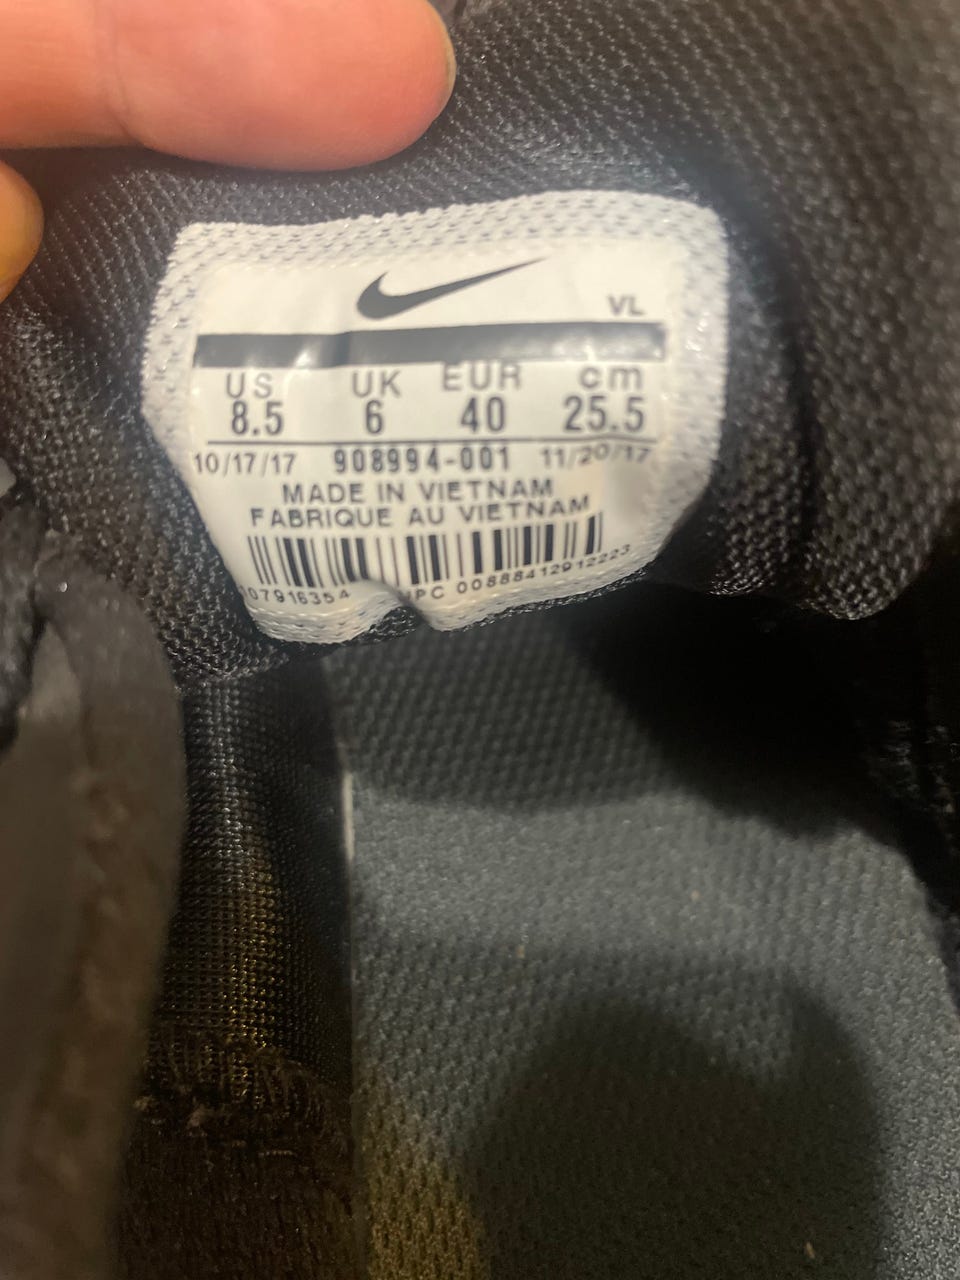 VL
US UK EUR cm
8.5 6 40 25.5
10/17/17 908994-001 11/20/17
MADE IN VIETNAM
FABRIQUE AU VIETNAM
107916354 UPC 00888412912223